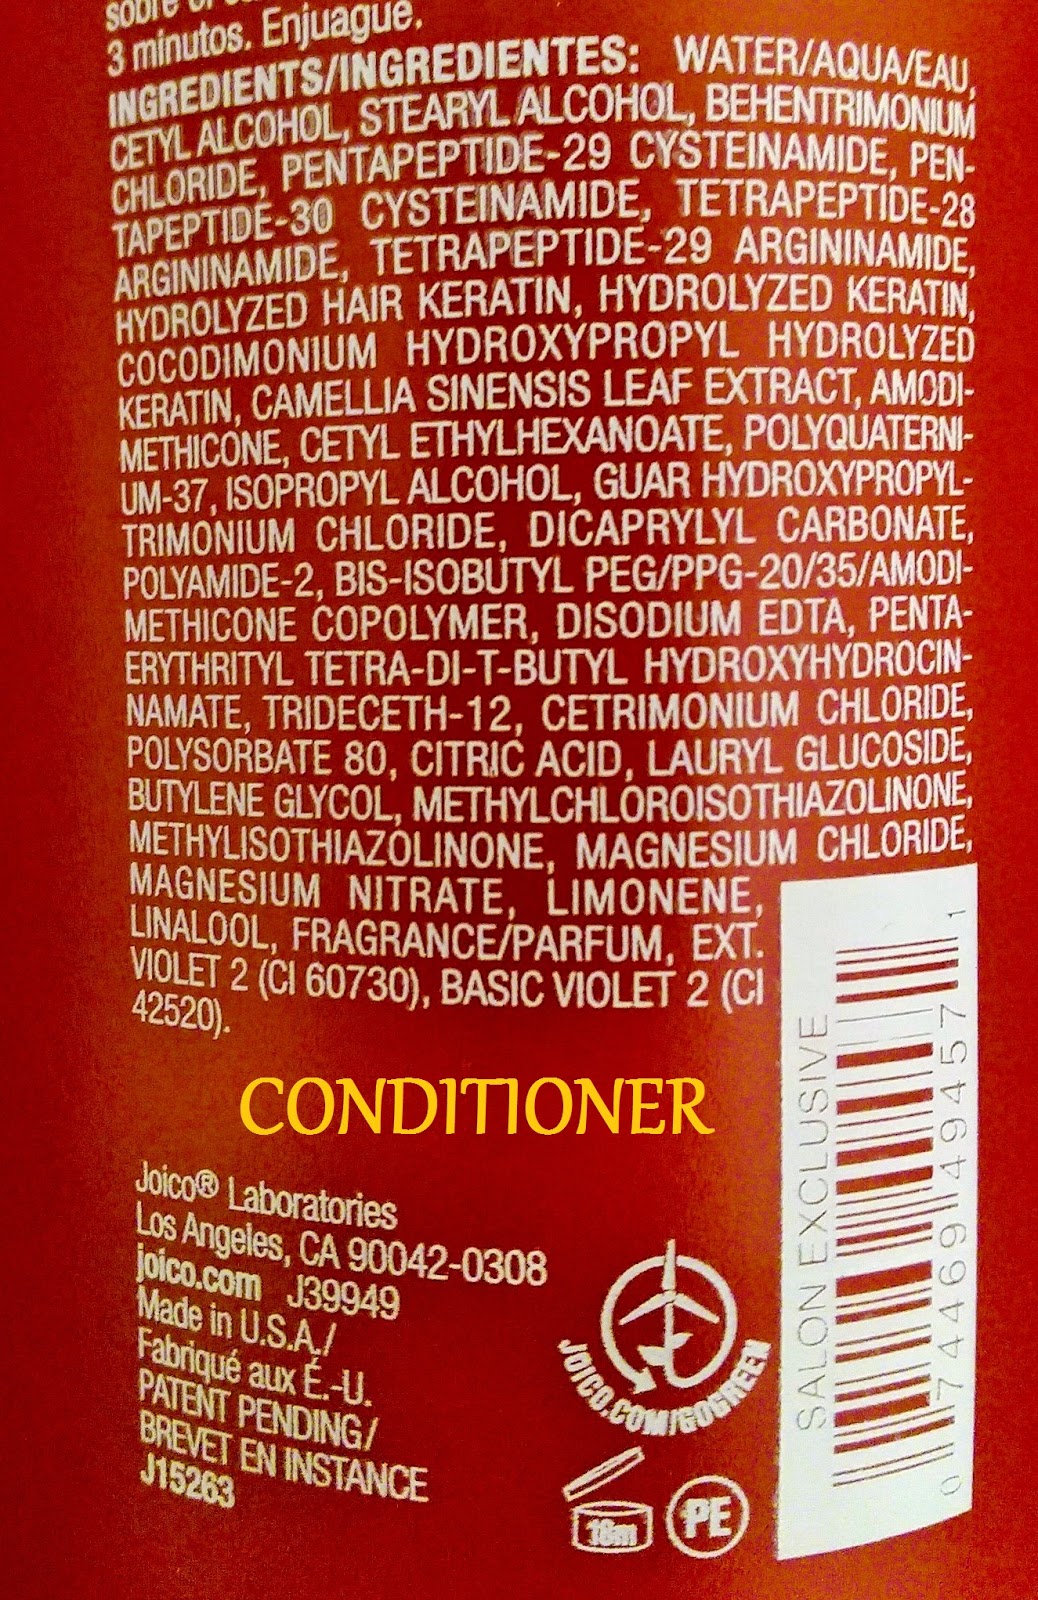 sobre
3 minutos. Enjuague.
INGREDIENTS/INGREDIENTES: WATER/AQUA/EAU,
CETYL ALCOHOL, STEARYL ALCOHOL, BEHENTRIMONIUM
CHLORIDE, PENTAPEPTIDE-29 CYSTEINAMIDE, PEN-
TAPEPTIDE-30 CYSTEINAMIDE, TETRAPEPTIDE-28
ARGININAMIDE, TETRAPEPTIDE-29 ARGININAMIDE,
HYDROLYZED HAIR KERATIN, HYDROLYZED KERATIN,
COCODIMONIUM HYDROXYPROPYL HYDROLYZED
KERATIN, CAMELLIA SINENSIS LEAF EXTRACT, AMODI-
METHICONE, CETYL ETHYLHEXANOATE, POLYQUATERNI-
UM-37, ISOPROPYL ALCOHOL, GUAR HYDROXYPROPYL-
TRIMONIUM CHLORIDE, DICAPRYLYL CARBONATE,
POLYAMIDE-2, BIS-ISOBUTYL PEG/PPG-20/35/AMODI-
METHICONE COPOLYMER, DISODIUM EDTA, PENTA-
ERYTHRITYL TETRA-DI-T-BUTYL HYDROXYHYDROCIN-
NAMATE, TRIDECETH-12, CETRIMONIUM CHLORIDE,
POLYSORBATE 80, CITRIC ACID, LAURYL GLUCOSIDE,
BUTYLENE GLYCOL, METHYLCHLOROISOTHIAZOLINONE,
METHYLISOTHIAZOLINONE, MAGNESIUM CHLORIDE,
MAGNESIUM NITRATE, LIMONENE,
LINALOOL, FRAGRANCE/PARFUM, EXT.
VIOLET 2 (CI 60730), BASIC VIOLET 2 (CI
42520).
CONDITIONER
Joico® Laboratories
Los Angeles, CA 90042-0308
joico.com J39949
Made in U.S.A./
Fabriqué aux É.-U.
PATENT PENDING/
BREVET EN INSTANCE
J15263
JOICO.COM/GOGREEN
18m
PE
SALON EXCLUSIVE
0 74469 49457 1